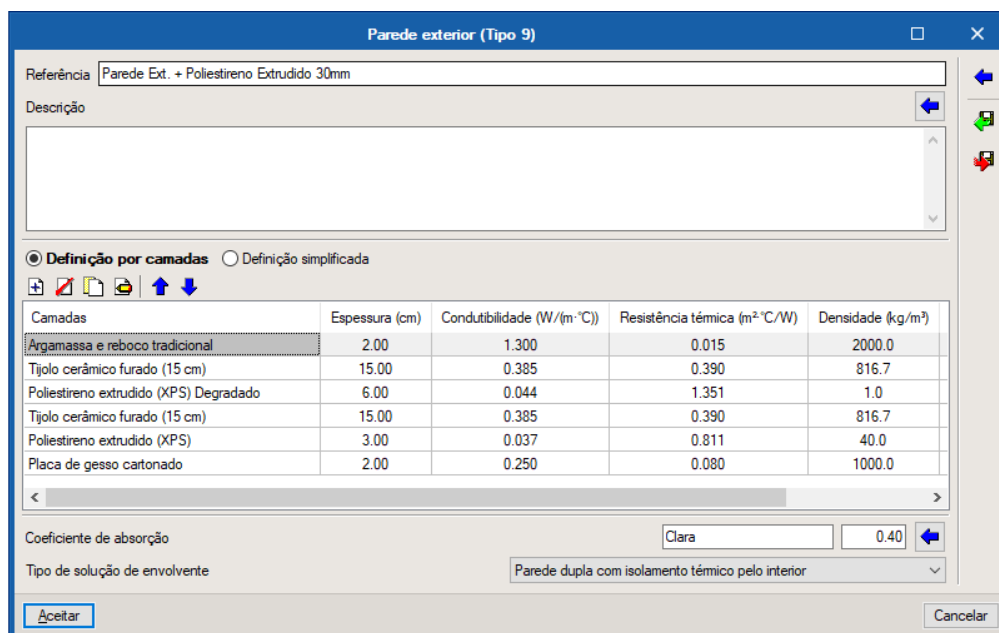 Parede exterior (Tipo 9)
Referência Parede Ext. + Poliestireno Extrudido 30mm
Descrição
Definição por camadas Definição simplificada
Camadas Espessura (cm) Condutibilidade (W/(m·°C)) Resistência térmica (m²·°C/W) Densidade (kg/m³)
Argamassa e reboco tradicional 2.00 1.300 0.015 2000.0
Tijolo cerâmico furado (15 cm) 15.00 0.385 0.390 816.7
Poliestireno extrudido (XPS) Degradado 6.00 0.044 1.351 1.0
Tijolo cerâmico furado (15 cm) 15.00 0.385 0.390 816.7
Poliestireno extrudido (XPS) 3.00 0.037 0.811 40.0
Placa de gesso cartonado 2.00 0.250 0.080 1000.0
Coeficiente de absorção Clara 0.40
Tipo de solução de envolvente Parede dupla com isolamento térmico pelo interior
Aceitar Cancelar